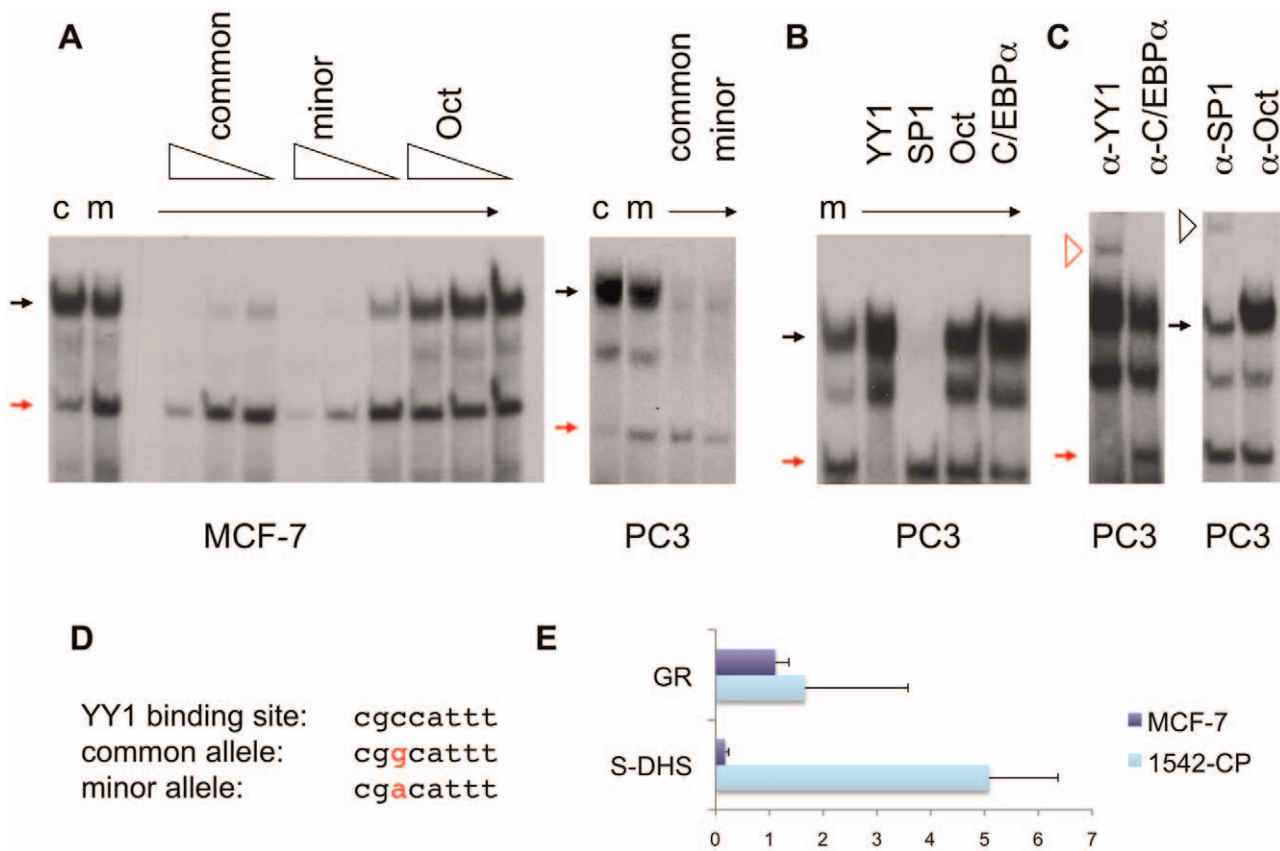 A
common
minor
Oct
c m
MCF-7
common
minor
c m
PC3
B
YY1
SP1
Oct
C/EBPα
m
PC3
C
α-YY1
α-C/EBPα
PC3
α-SP1
α-Oct
PC3
D
YY1 binding site: cgccattt
common allele: cggcattt
minor allele: cgacattt
E
GR
S-DHS
0 1 2 3 4 5 6 7
MCF-7
1542-CP